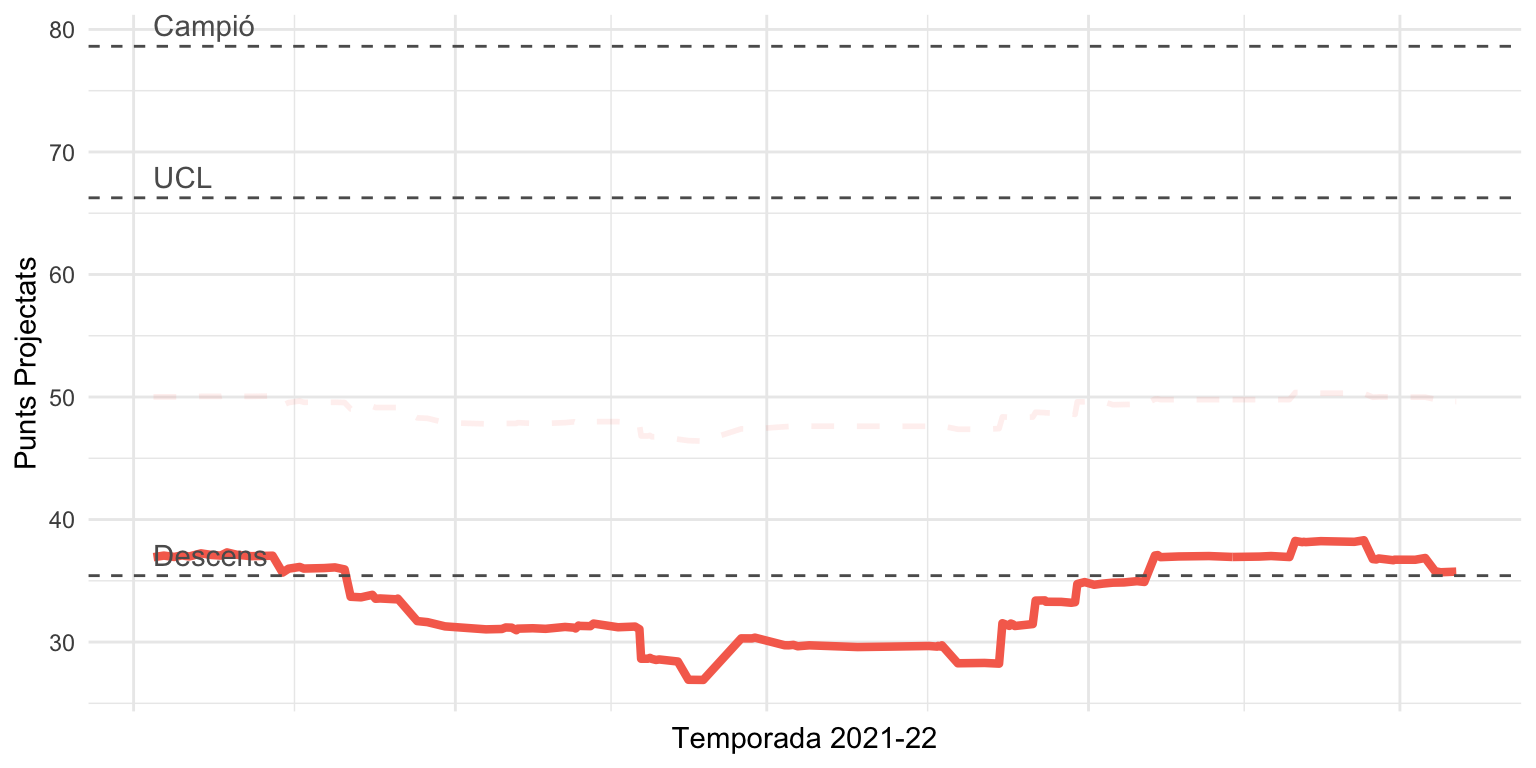 80
Campió
70
UCL
60
50
40
Descens
30
Punts Projectats
Temporada 2021-22